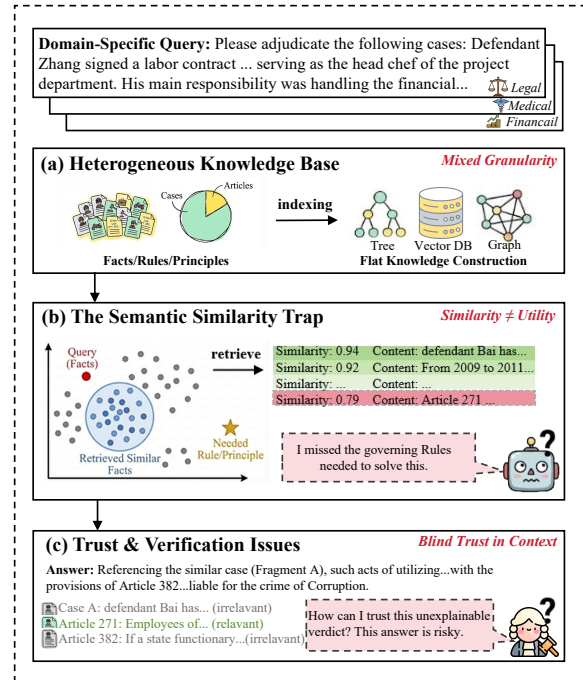 Domain-Specific Query: Please adjudicate the following cases: Defendant
Zhang signed a labor contract ... serving as the head chef of the project
department. His main responsibility was handling the financial...
Legal
Medical
Financail
(a) Heterogeneous Knowledge Base
Mixed Granularity
Cases
Articles
indexing
Tree
Vector DB
Graph
Facts/Rules/Principles
Flat Knowledge Construction
(b) The Semantic Similarity Trap
Similarity ≠ Utility
Query
(Facts)
Retrieved Similar
Facts
Needed
Rule/Principle
retrieve
Similarity: 0.94 Content: defendant Bai has...
Similarity: 0.92 Content: From 2009 to 2011...
Similarity: ... Content: ...
Similarity: 0.79 Content: Article 271 ...
I missed the governing Rules
needed to solve this.
?
(c) Trust & Verification Issues
Blind Trust in Context
Answer: Referencing the similar case (Fragment A), such acts of utilizing...with the
provisions of Article 382...liable for the crime of Corruption.
Case A: defendant Bai has... (irrelavant)
Article 271: Employees of... (relavant)
Article 382: If a state functionary...(irrelavant)
How can I trust this unexplainable
verdict? This answer is risky.
?